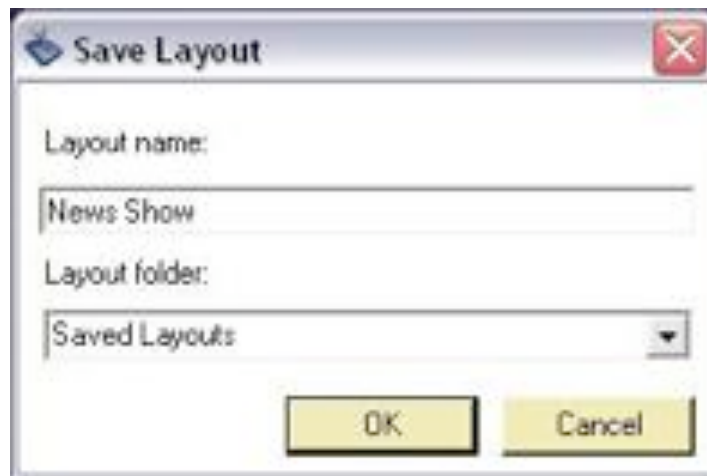 Save Layout
Layout name:
News Show
Layout folder:
Saved Layouts
OK Cancel